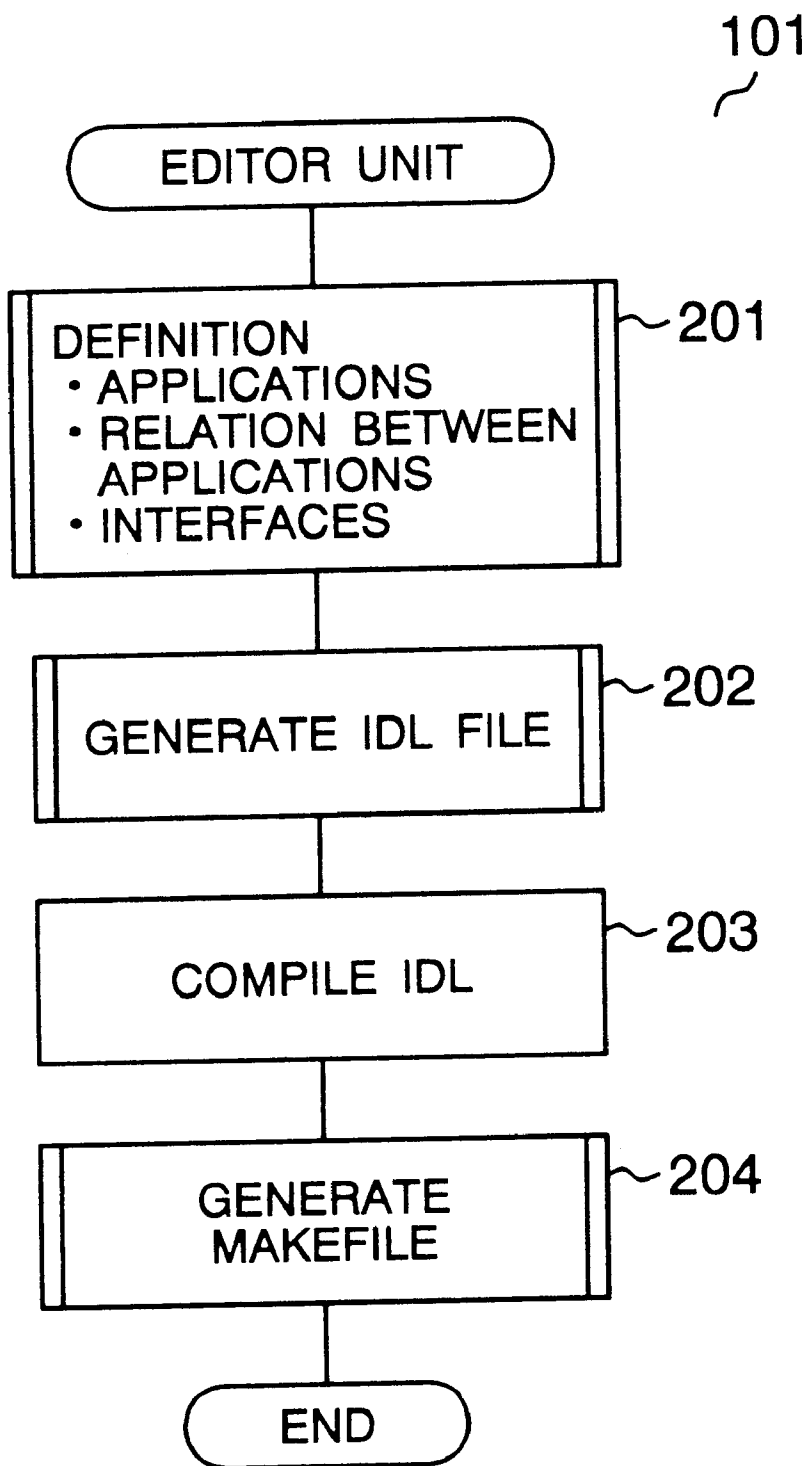 101
EDITOR UNIT
DEFINITION
· APPLICATIONS
· RELATION BETWEEN
APPLICATIONS
· INTERFACES
201
GENERATE IDL FILE
202
COMPILE IDL
203
GENERATE
MAKEFILE
204
END